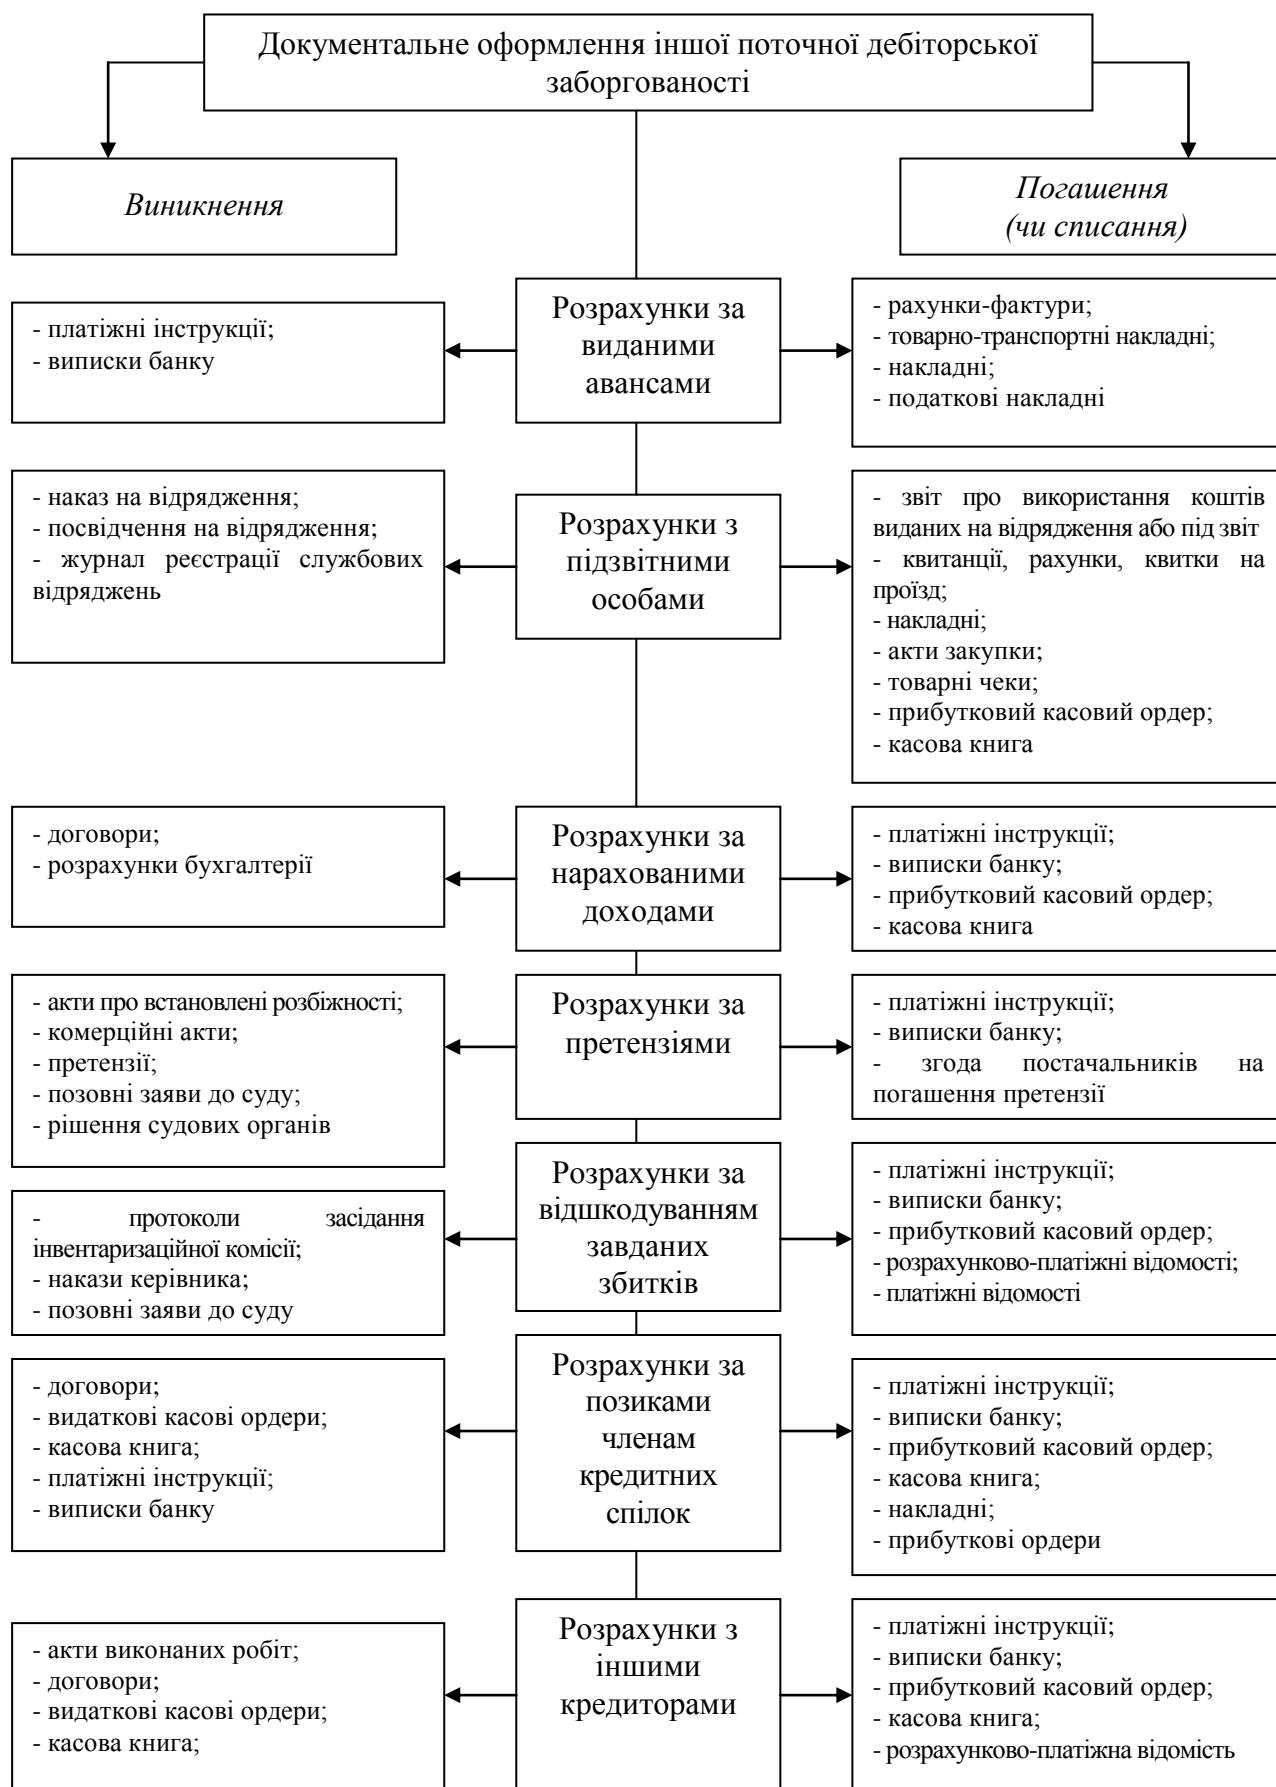 Документальне оформлення іншої поточної дебіторської
заборгованості
Виникнення
Погашення
(чи списання)
- платіжні інструкції;
- виписки банку
Розрахунки за
виданими
авансами
- рахунки-фактури;
- товарно-транспортні накладні;
- накладні;
- податкові накладні
- наказ на відрядження;
- посвідчення на відрядження;
- журнал реєстрації службових
відряджень
Розрахунки з
підзвітними
особами
- звіт про використання коштів
виданих на відрядження або під звіт
- квитанції, рахунки, квитки на
проїзд;
- накладні;
- акти закупки;
- товарні чеки;
- прибутковий касовий ордер;
- касова книга
- договори;
- розрахунки бухгалтерії
Розрахунки за
нарахованими
доходами
- платіжні інструкції;
- виписки банку;
- прибутковий касовий ордер;
- касова книга
- акти про встановлені розбіжності;
- комерційні акти;
- претензії;
- позовні заяви до суду;
- рішення судових органів
Розрахунки за
претензіями
- платіжні інструкції;
- виписки банку;
- згода постачальників на
погашення претензії
- протоколи засідання
інвентаризаційної комісії;
- накази керівника;
- позовні заяви до суду
Розрахунки за
відшкодуванням
завданих
збитків
- платіжні інструкції;
- виписки банку;
- прибутковий касовий ордер;
- розрахунково-платіжні відомості;
- платіжні відомості
- договори;
- видаткові касові ордери;
- касова книга;
- платіжні інструкції;
- виписки банку
Розрахунки за
позиками
членам
кредитних
спілок
- платіжні інструкції;
- виписки банку;
- прибутковий касовий ордер;
- касова книга;
- накладні;
- прибуткові ордери
- акти виконаних робіт;
- договори;
- видаткові касові ордери;
- касова книга;
Розрахунки з
іншими
кредиторами
- платіжні інструкції;
- виписки банку;
- прибутковий касовий ордер;
- касова книга;
- розрахунково-платіжна відомість